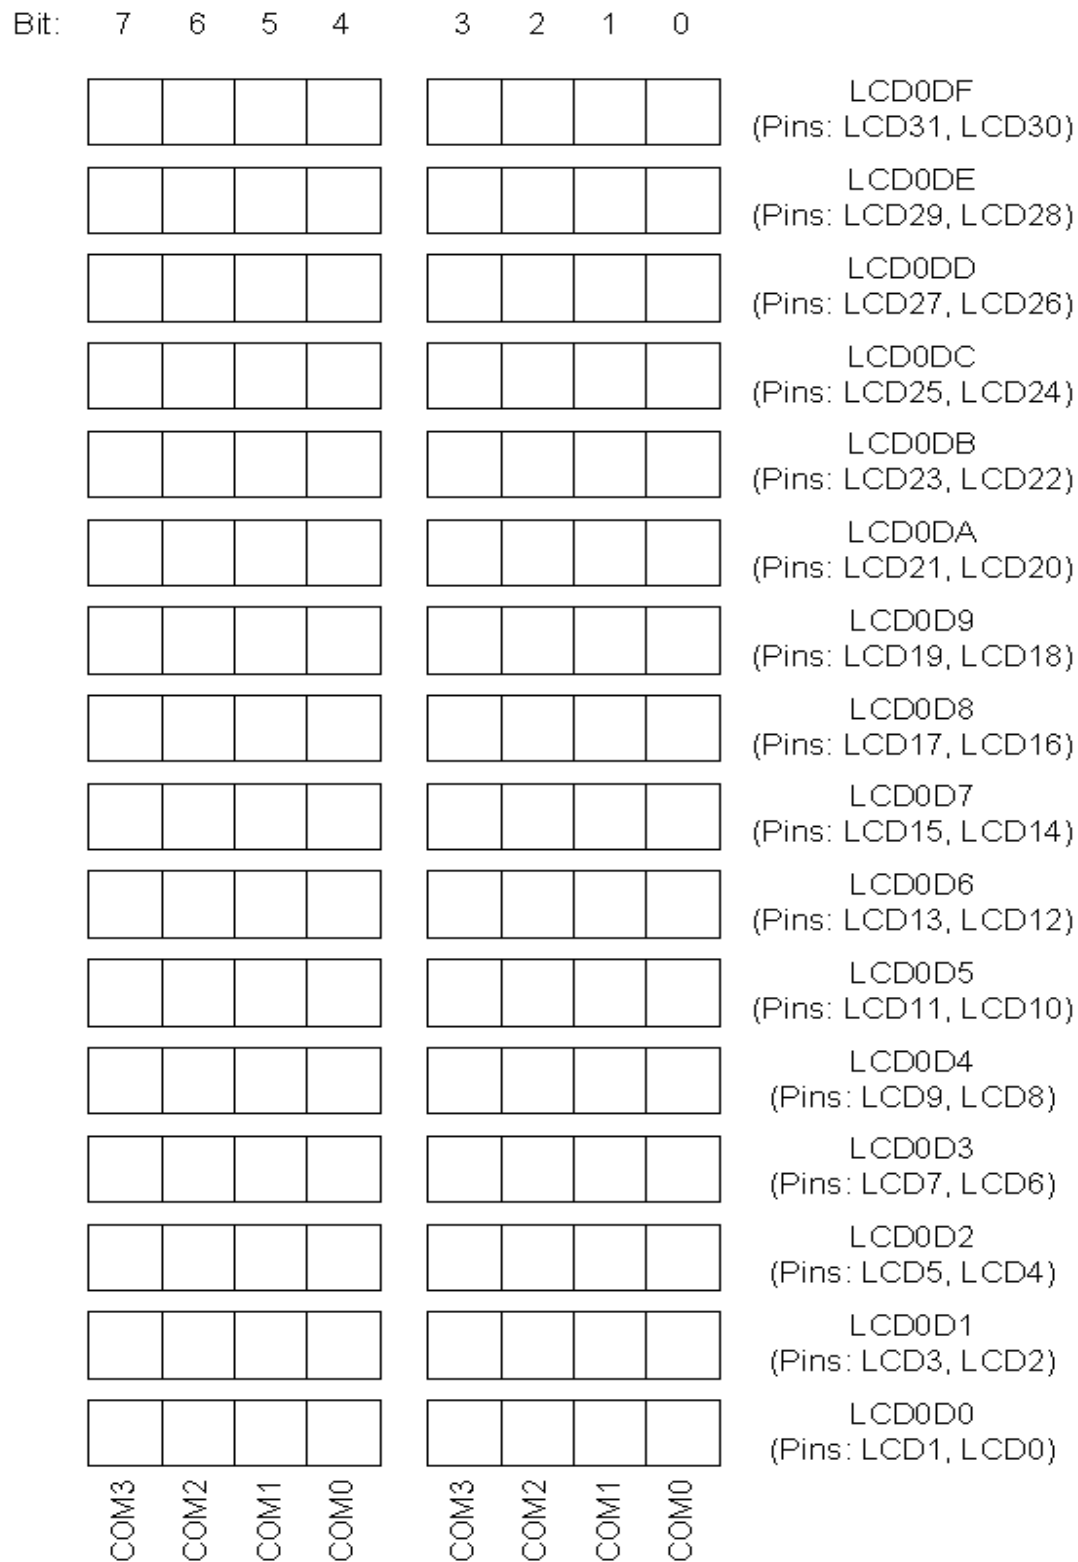 Bit: 7 6 5 4 3 2 1 0
LCD0DF
(Pins: LCD31, LCD30)
LCD0DE
(Pins: LCD29, LCD28)
LCD0DD
(Pins: LCD27, LCD26)
LCD0DC
(Pins: LCD25, LCD24)
LCD0DB
(Pins: LCD23, LCD22)
LCD0DA
(Pins: LCD21, LCD20)
LCD0D9
(Pins: LCD19, LCD18)
LCD0D8
(Pins: LCD17, LCD16)
LCD0D7
(Pins: LCD15, LCD14)
LCD0D6
(Pins: LCD13, LCD12)
LCD0D5
(Pins: LCD11, LCD10)
LCD0D4
(Pins: LCD9, LCD8)
LCD0D3
(Pins: LCD7, LCD6)
LCD0D2
(Pins: LCD5, LCD4)
LCD0D1
(Pins: LCD3, LCD2)
LCD0D0
(Pins: LCD1, LCD0)
COM3 COM2 COM1 COM0 COM3 COM2 COM1 COM0